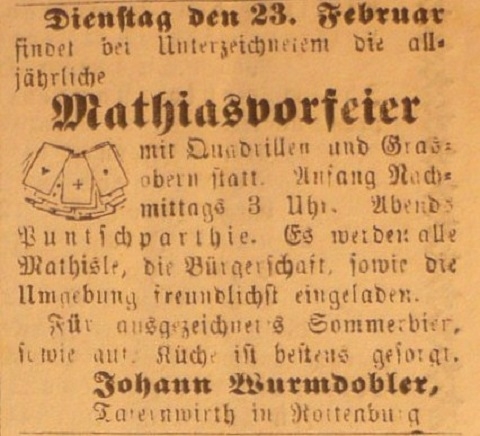 Dienstag den 23. Februar
findet bei Unterzeichnetem die all-
jährliche
Mathiasvorfeier
mit Quadrillen und Gras-
obern statt. Anfang Nach-
mittags 3 Uhr. Abends
Puntschparthie. Es werden alle
Mathisle, die Bürgerschaft, sowie die
Umgebung freundlichst eingeladen.
Für ausgezeichnetes Sommerbier,
sowie gute Küche ist bestens gesorgt.
Johann Wurmdobler,
Tafernwirth in Rottenburg